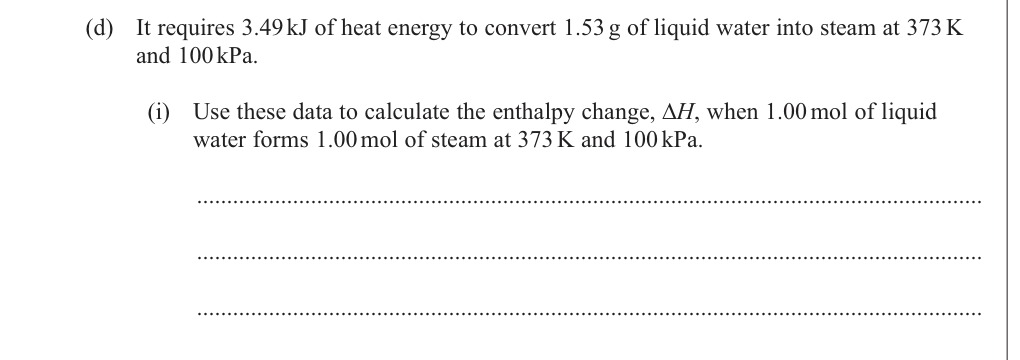 (d) It requires 3.49 kJ of heat energy to convert 1.53 g of liquid water into steam at 373 K
and 100 kPa.
(i) Use these data to calculate the enthalpy change, ΔH, when 1.00 mol of liquid
water forms 1.00 mol of steam at 373 K and 100 kPa.